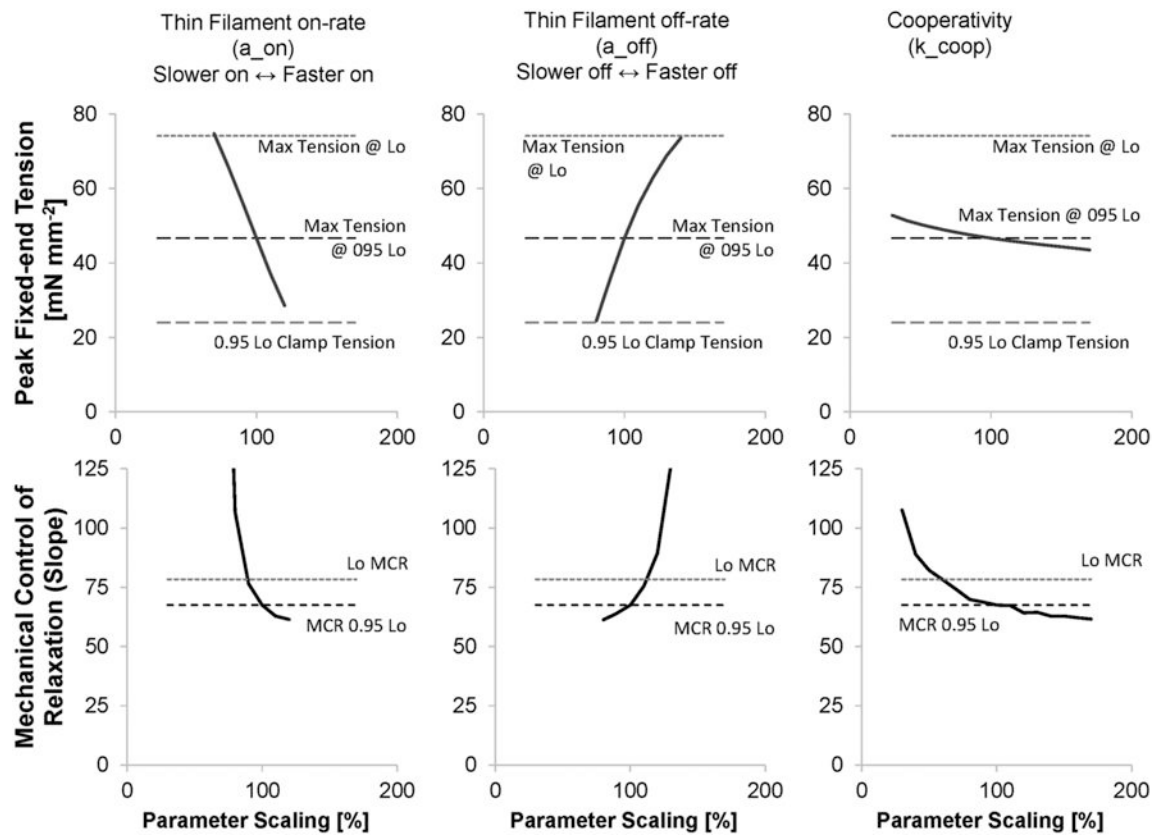 Thin Filament on-rate
(a_on)
Slower on ↔ Faster on
Thin Filament off-rate
(a_off)
Slower off ↔ Faster off
Cooperativity
(k_coop)
Peak Fixed-end Tension
[mN mm⁻²]
80
60
40
20
0
0
100
200
Max Tension @ Lo
Max Tension
@ 095 Lo
0.95 Lo Clamp Tension
80
60
40
20
0
0
100
200
Max Tension
@ Lo
Max Tension
@ 095 Lo
0.95 Lo Clamp Tension
80
60
40
20
0
0
100
200
Max Tension @ Lo
Max Tension @ 095 Lo
0.95 Lo Clamp Tension
Mechanical Control of
Relaxation (Slope)
125
100
75
50
25
0
0
100
200
Lo MCR
MCR 0.95 Lo
Parameter Scaling [%]
125
100
75
50
25
0
0
100
200
Lo MCR
MCR 0.95 Lo
Parameter Scaling [%]
125
100
75
50
25
0
0
100
200
Lo MCR
MCR 0.95 Lo
Parameter Scaling [%]